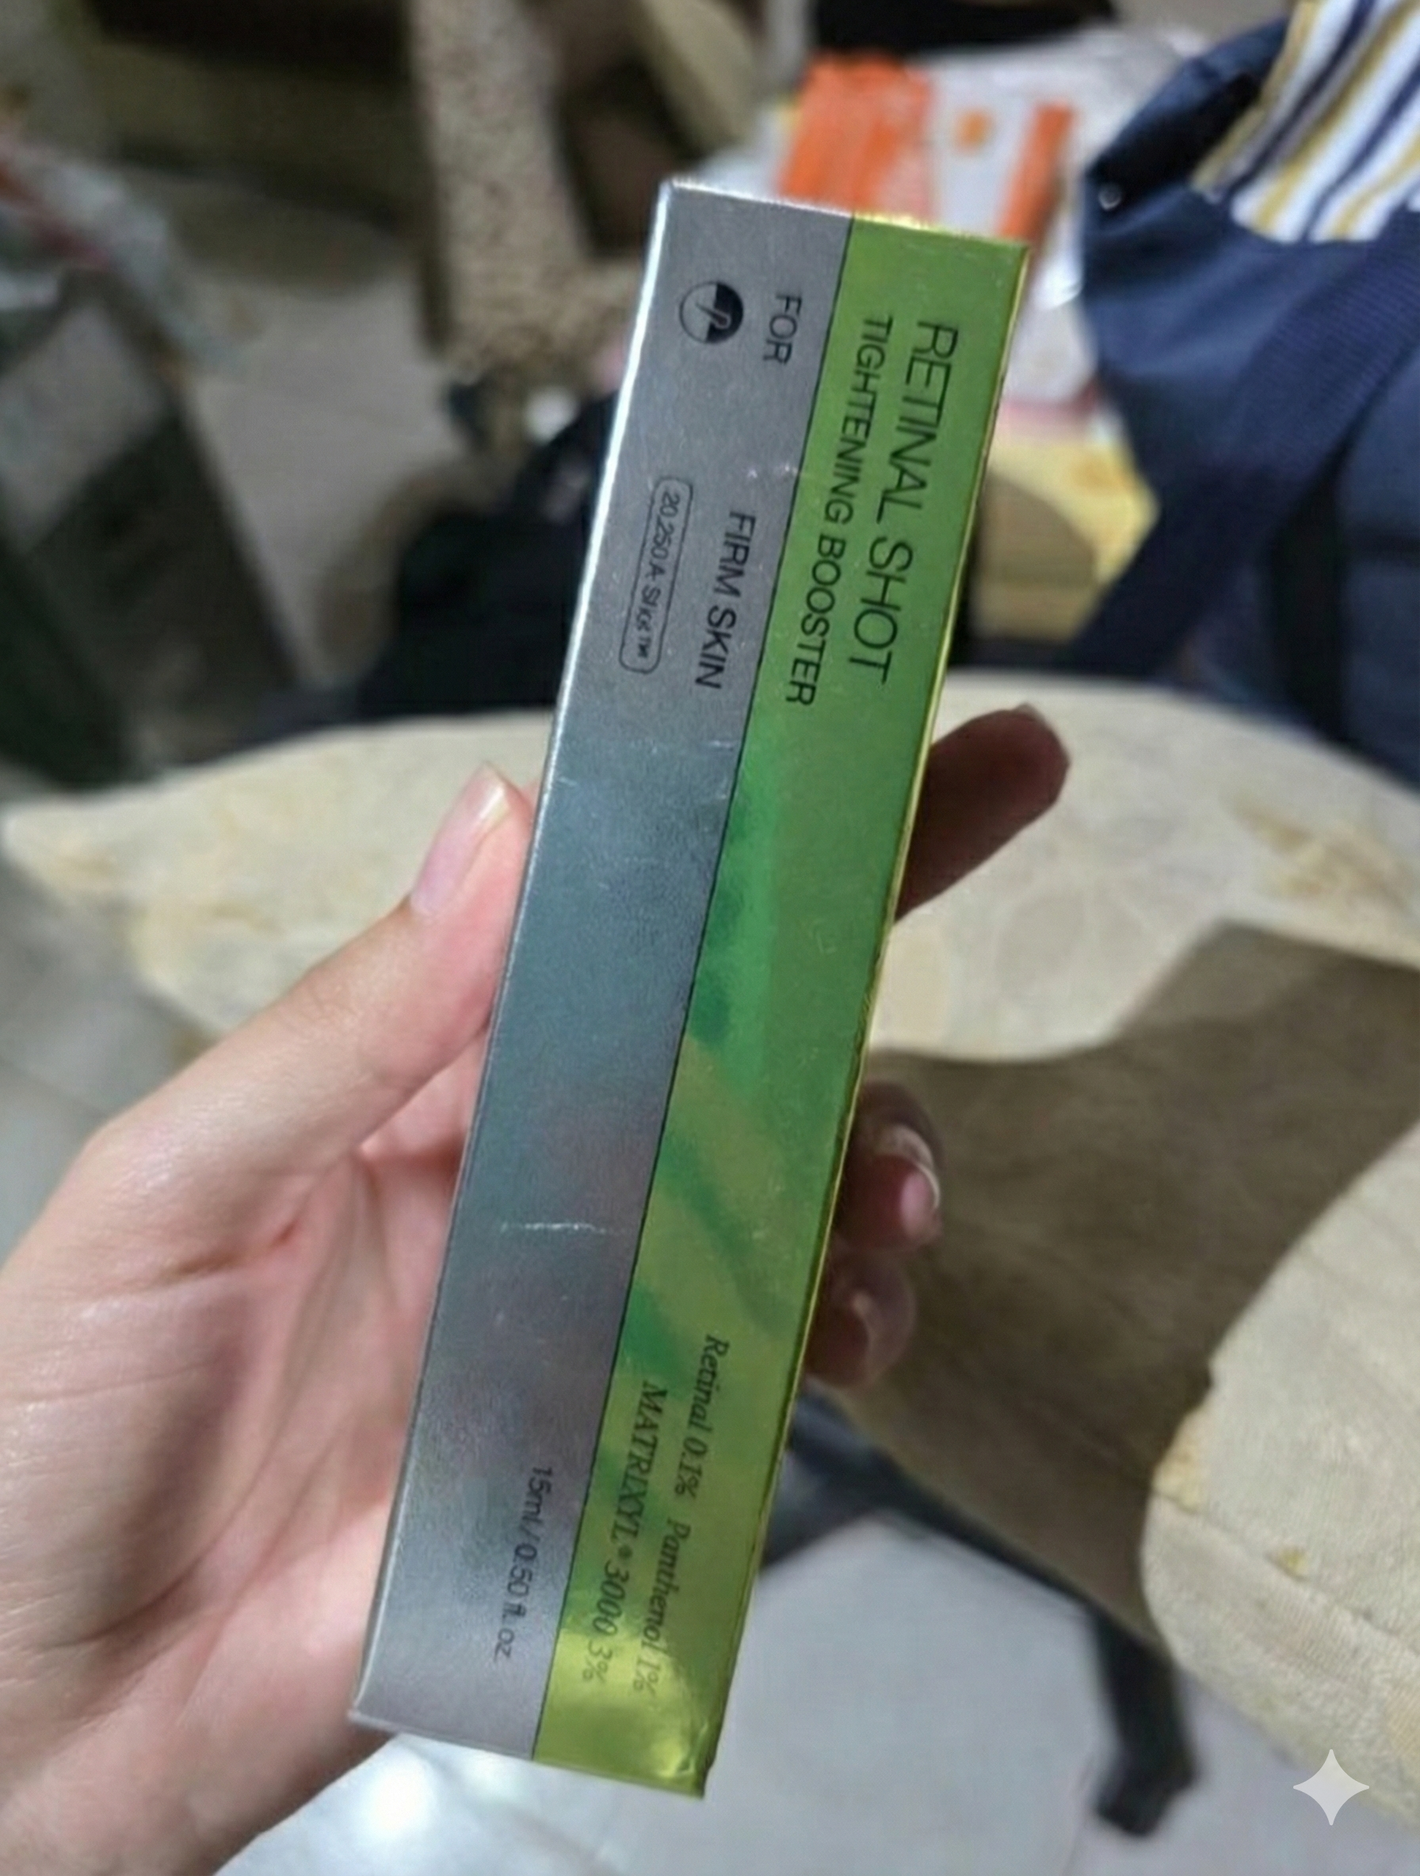 RETINAL SHOT
TIGHTENING BOOSTER
FOR
FIRM SKIN
20,250 A-Shot™
Retinal 0.1% Panthenol 1%
MATRIXYL® 3000 3%
15ml / 0.50 fl. oz